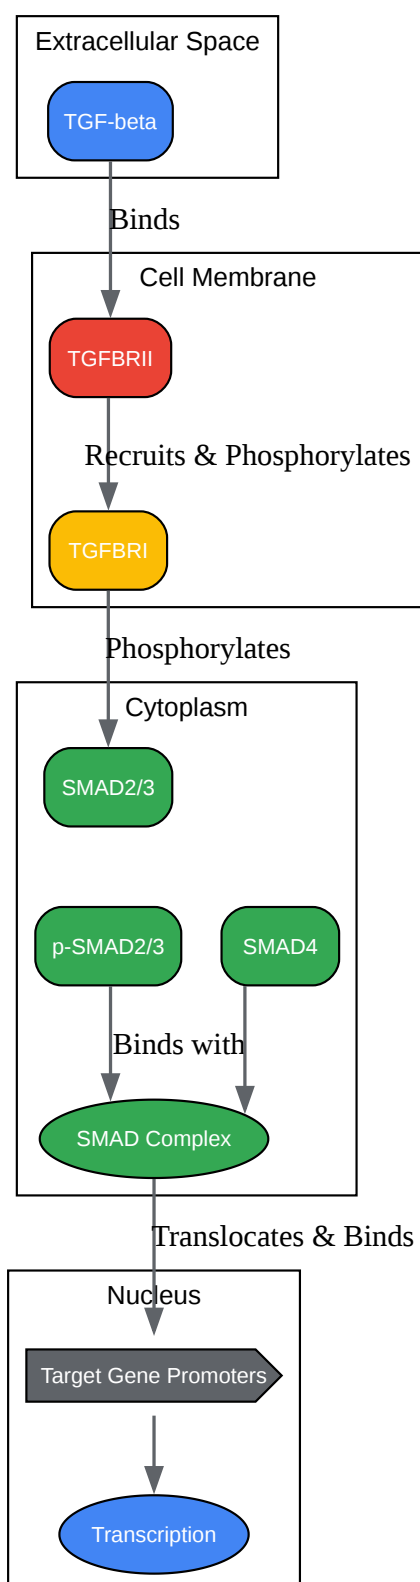 Extracellular Space
TGF-beta
Binds
Cell Membrane
TGFBRII
Recruits & Phosphorylates
TGFBRI
Phosphorylates
Cytoplasm
SMAD2/3
p-SMAD2/3
SMAD4
Binds with
SMAD Complex
Translocates & Binds
Nucleus
Target Gene Promoters
Transcription